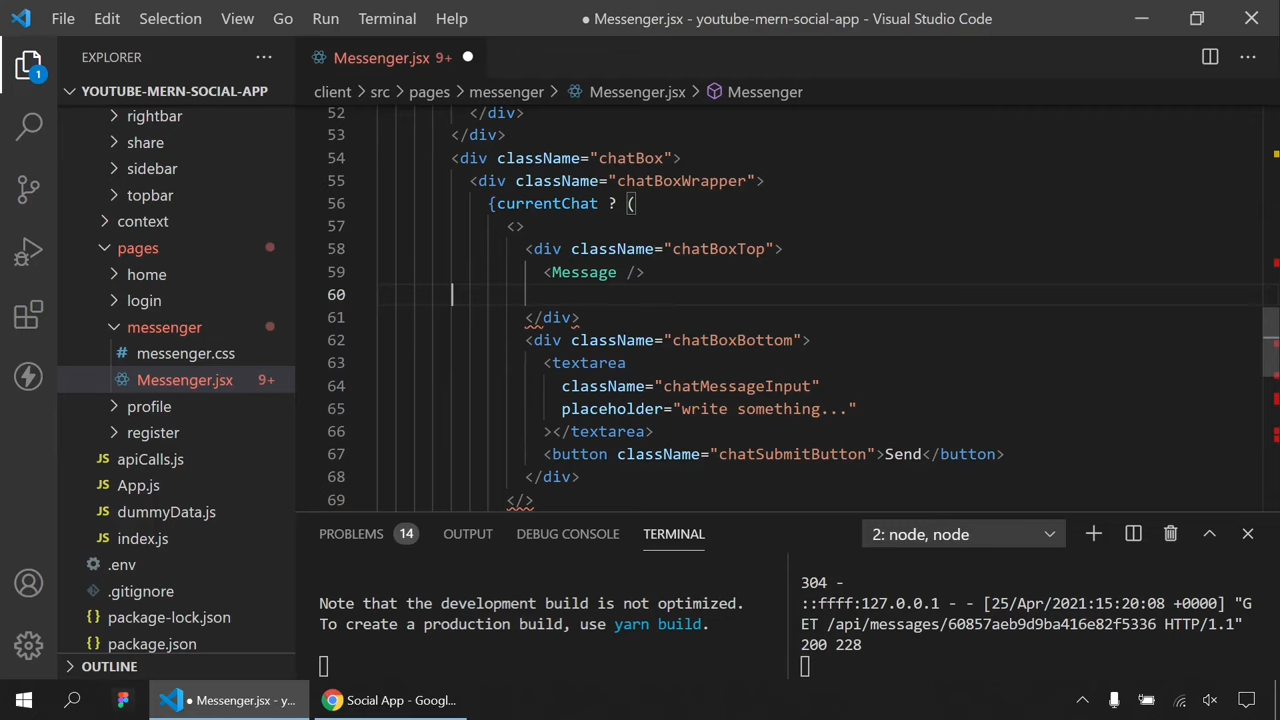 File Edit Selection View Go Run Terminal Help
● Messenger.jsx - youtube-mern-social-app - Visual Studio Code
EXPLORER
YOUTUBE-MERN-SOCIAL-APP
rightbar
share
sidebar
topbar
context
pages
home
login
messenger
# messenger.css
Messenger.jsx 9+
profile
register
JS apiCalls.js
JS App.js
JS dummyData.js
JS index.js
.env
.gitignore
{} package-lock.json
{} package.json
OUTLINE
1
Messenger.jsx 9+
client > src > pages > messenger > Messenger.jsx > Messenger
52 </div>
53 </div>
54 <div className="chatBox">
55 <div className="chatBoxWrapper">
56 {currentChat ? (
57 <>
58 <div className="chatBoxTop">
59 <Message />
60
61 </div>
62 <div className="chatBoxBottom">
63 <textarea
64 className="chatMessageInput"
65 placeholder="write something..."
66 ></textarea>
67 <button className="chatSubmitButton">Send</button>
68 </div>
69 </>
PROBLEMS 14 OUTPUT DEBUG CONSOLE TERMINAL 2: node, node
Note that the development build is not optimized.
To create a production build, use yarn build.
304 -
::ffff:127.0.0.1 - - [25/Apr/2021:15:20:08 +0000] "G
ET /api/messages/60857aeb9d9ba416e82f5336 HTTP/1.1"
200 228
● Messenger.jsx - y...
Social App - Googl...